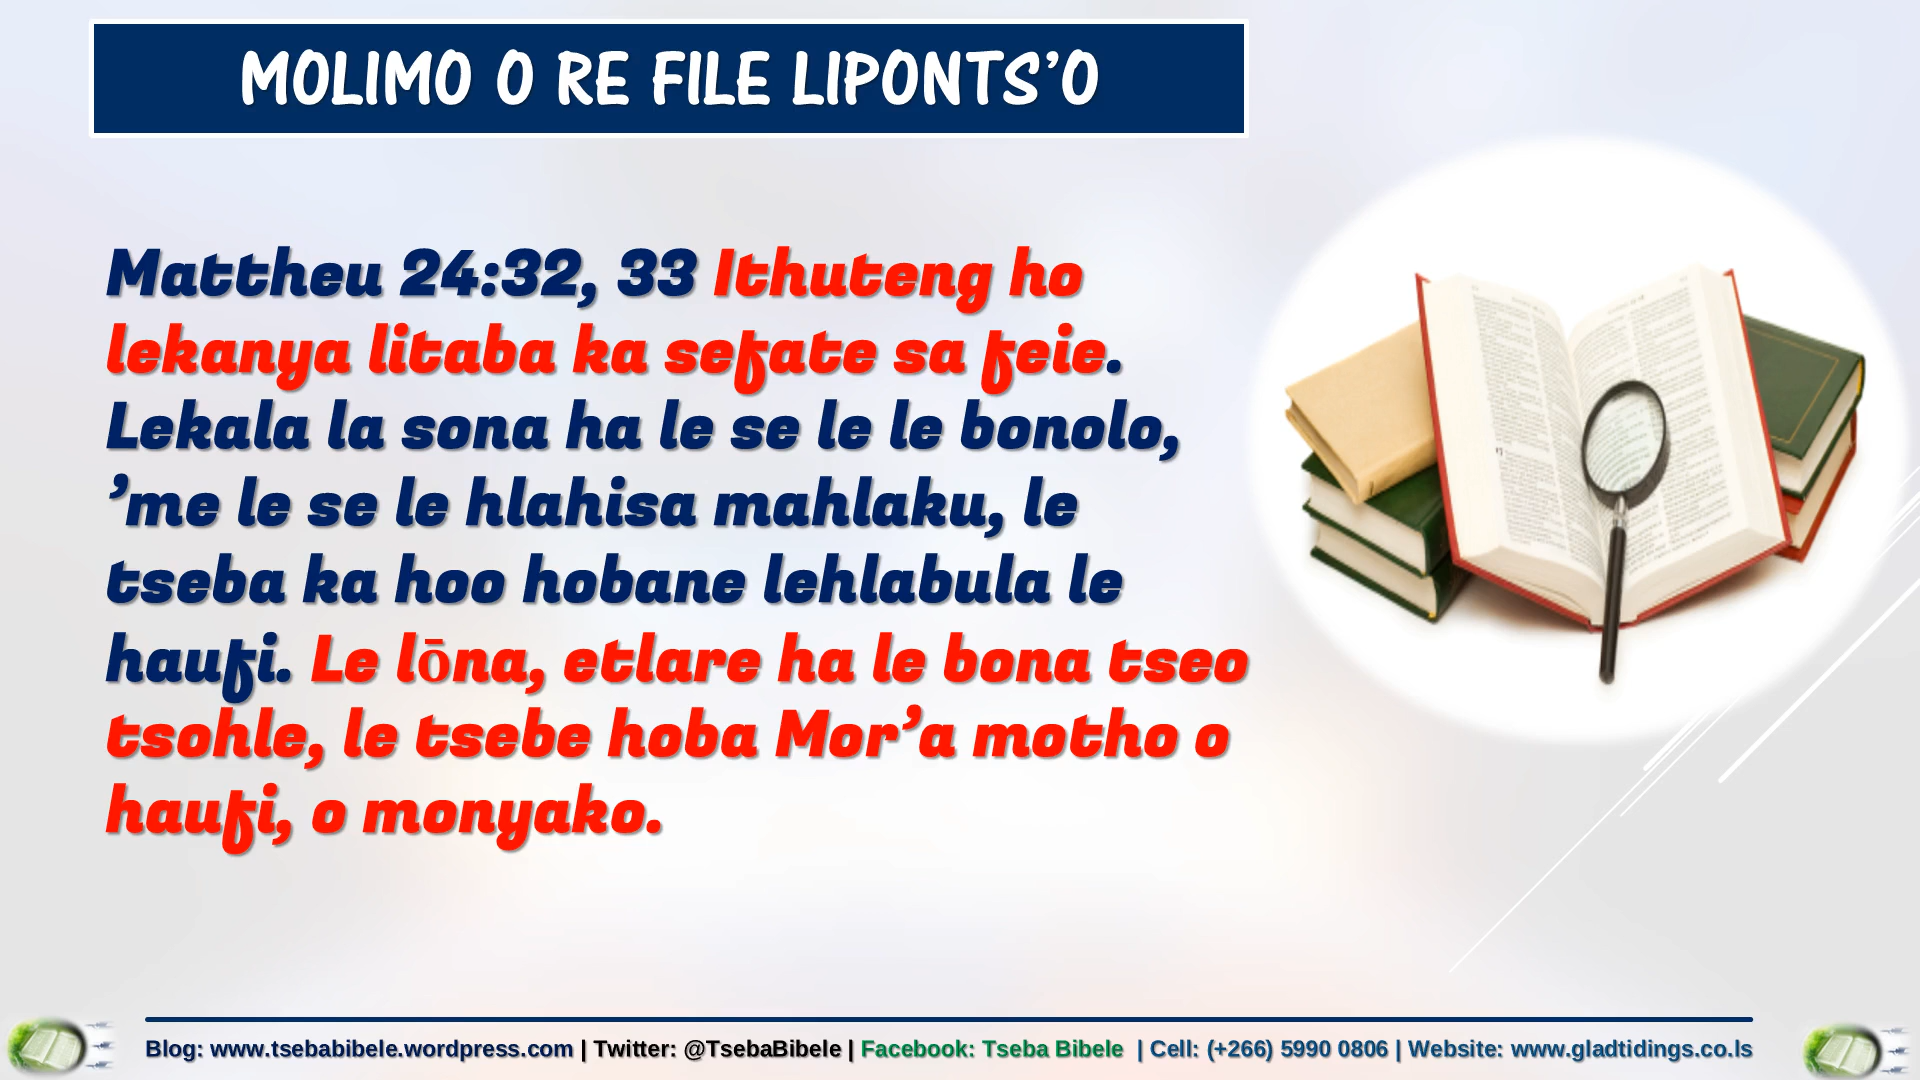 MOLIMO O RE FILE LIPONTS’O
Mattheu 24:32, 33 Ithuteng ho
lekanya litaba ka sefate sa feie.
Lekala la sona ha le se le le bonolo,
’me le se le hlahisa mahlaku, le
tseba ka hoo hobane lehlabula le
haufi. Le lōna, etlare ha le bona tseo
tsohle, le tsebe hoba Mor’a motho o
haufi, o monyako.
Blog: www.tsebabibele.wordpress.com | Twitter: @TsebaBibele | Facebook: Tseba Bibele | Cell: (+266) 5990 0806 | Website: www.gladtidings.co.ls